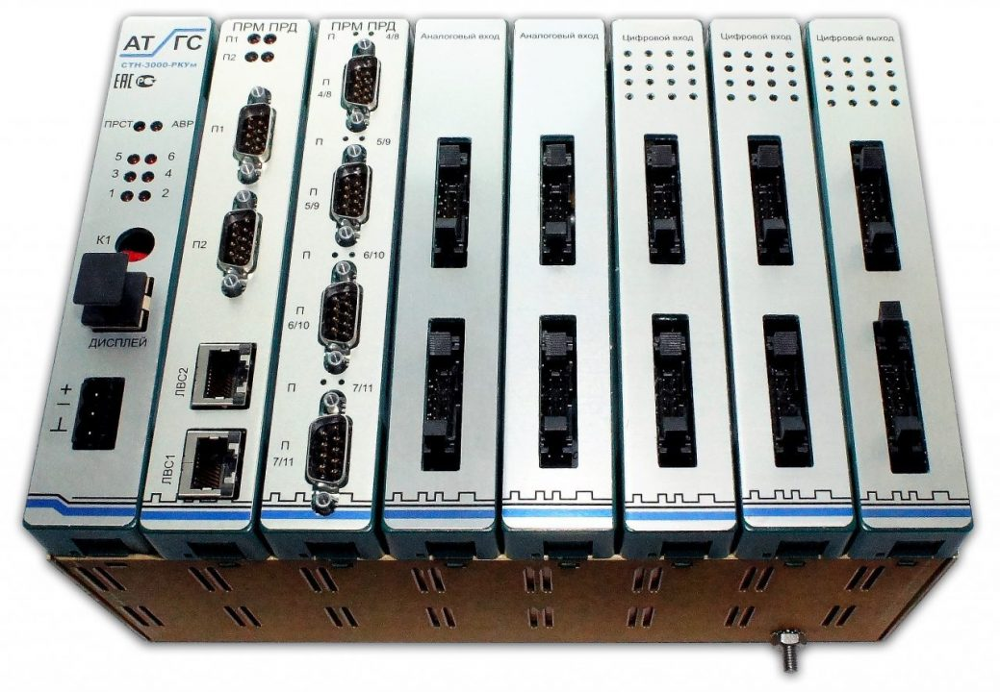 АТ ГС
СТН-3000-РКУм
ЕАС РС
ПРСТ АВР
5 6
3 4
1 2
К1
ДИСПЛЕЙ
+
−
ПРМ ПРД
П1
П2
П1
П2
ЛВС2
ЛВС1
ПРМ ПРД
П 4/8
П
4/8
П 5/9
П
5/9
П 6/10
П
6/10
П 7/11
П
7/11
Аналоговый вход
Аналоговый вход
Цифровой вход
Цифровой вход
Цифровой выход